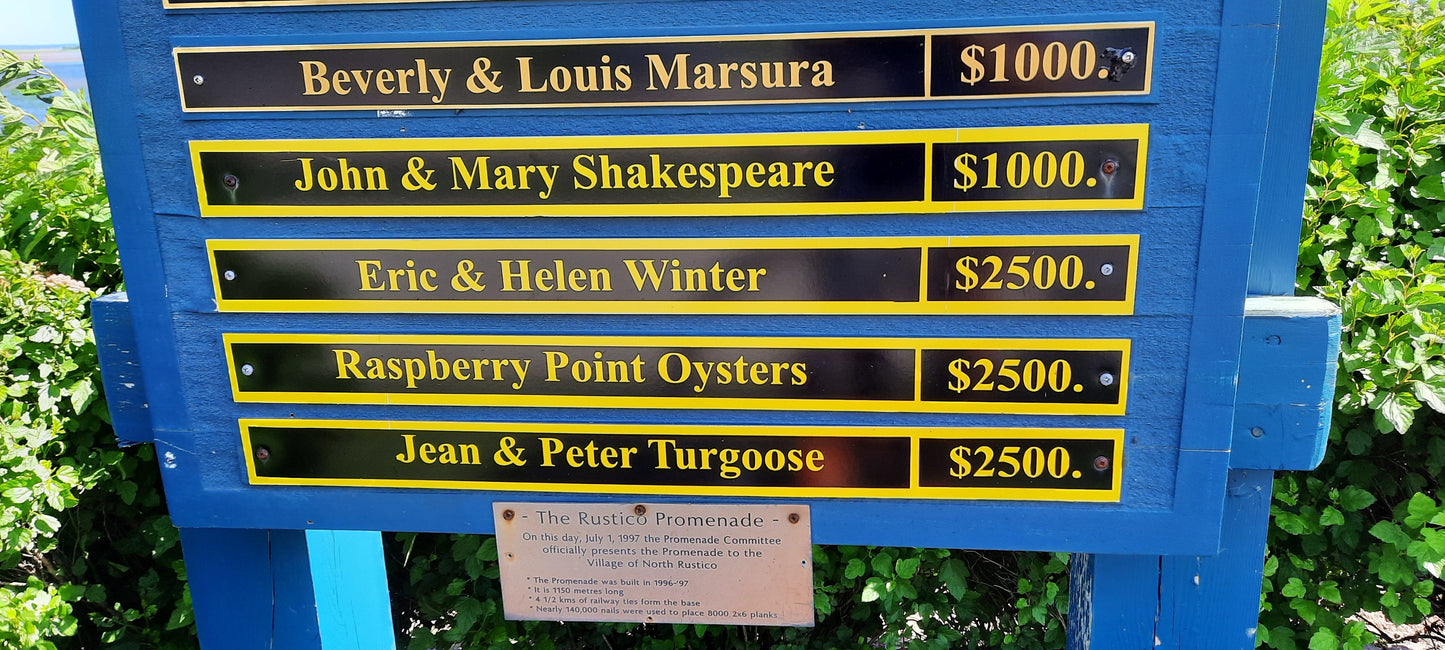 Beverly & Louis Marsura $1000.
John & Mary Shakespeare $1000.
Eric & Helen Winter $2500.
Raspberry Point Oysters $2500.
Jean & Peter Turgoose $2500.
- The Rustico Promenade -
On this day, July 1, 1997 the Promenade Committee
officially presents the Promenade to the
Village of North Rustico
* The Promenade was built in 1996-'97
* It is 1150 metres long
* 4 1/2 kms of railway ties form the base
* Nearly 140,000 nails were used to place 8000 2x6 planks